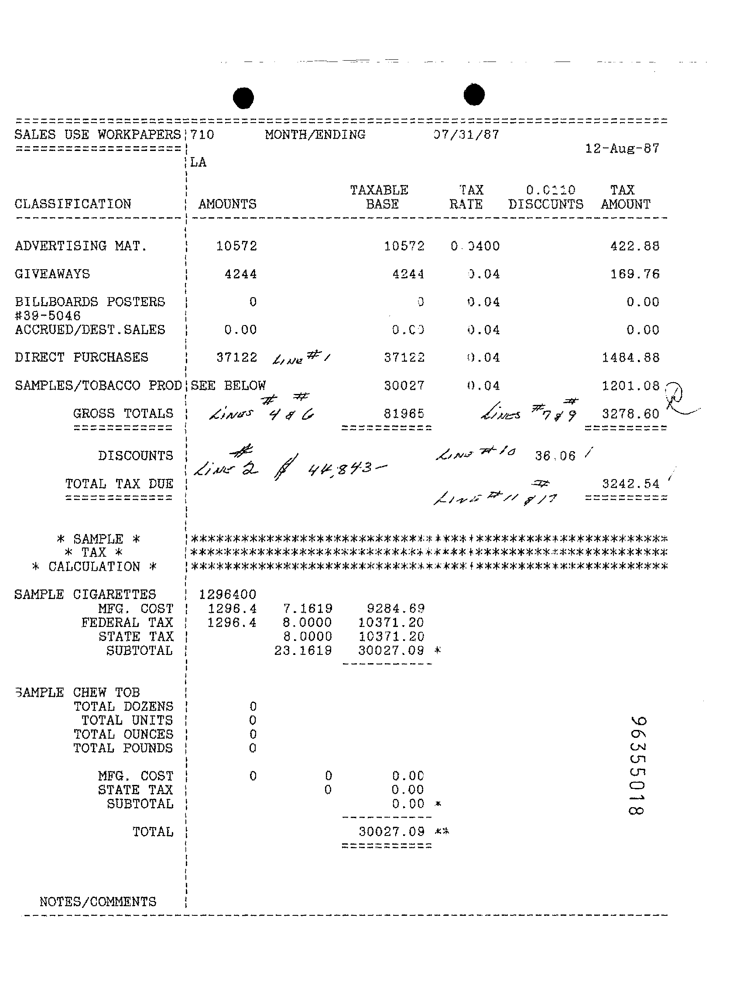 SALES USE WORKPAPERS 710 MONTH/ENDING 07/31/87
12-Aug-87
LA
TAXABLE TAX 0.0110 TAX
CLASSIFICATION AMOUNTS BASE RATE DISCOUNTS AMOUNT
ADVERTISING MAT. 10572 10572 0.0400 422.88
GIVEAWAYS 4244 4244 0.04 169.76
BILLBOARDS POSTERS 0 0 0.04 0.00
#39-5046
ACCRUED/DEST.SALES 0.00 0.00 0.04 0.00
DIRECT PURCHASES 37122 Line #1 37122 0.04 1484.88
SAMPLES/TOBACCO PROD SEE BELOW 30027 0.04 1201.08
GROSS TOTALS Lines #4 & #6 81965 Lines #7 & #9 3278.60
DISCOUNTS Line #10 36.06
Line #2 $ 44,843-
TOTAL TAX DUE Line #11 & #17 3242.54
* SAMPLE * **********************************************************
* TAX * **********************************************************
* CALCULATION * **********************************************************
SAMPLE CIGARETTES 1296400
MFG. COST 1296.4 7.1619 9284.69
FEDERAL TAX 1296.4 8.0000 10371.20
STATE TAX 8.0000 10371.20
SUBTOTAL 23.1619 30027.09 *
SAMPLE CHEW TOB
TOTAL DOZENS 0
TOTAL UNITS 0
TOTAL OUNCES 0
TOTAL POUNDS 0
MFG. COST 0 0 0.00
STATE TAX 0 0.00
SUBTOTAL 0.00 *
TOTAL 30027.09 **
NOTES/COMMENTS
96355018